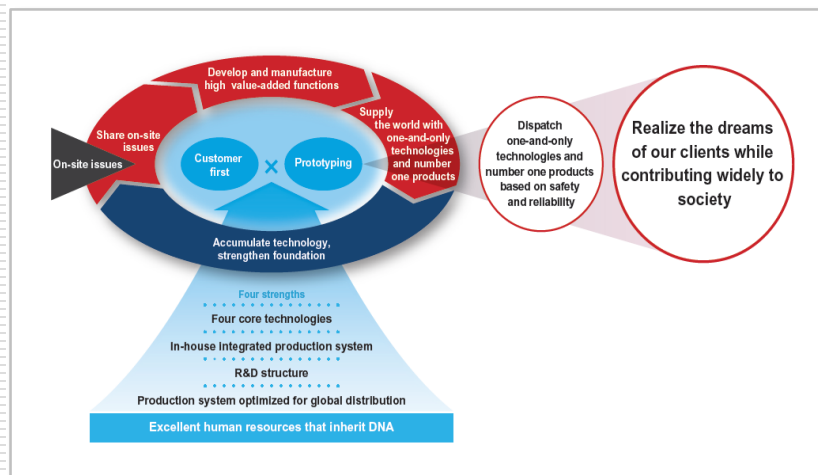 Develop and manufacture
high value-added functions
Share on-site
issues
On-site issues
Supply
the world with
one-and-only
technologies
and number
one products
Customer
first
×
Prototyping
Accumulate technology,
strengthen foundation
Dispatch
one-and-only
technologies and
number one products
based on safety
and reliability
Realize the dreams
of our clients while
contributing widely to
society
Four strengths
Four core technologies
In-house integrated production system
R&D structure
Production system optimized for global distribution
Excellent human resources that inherit DNA